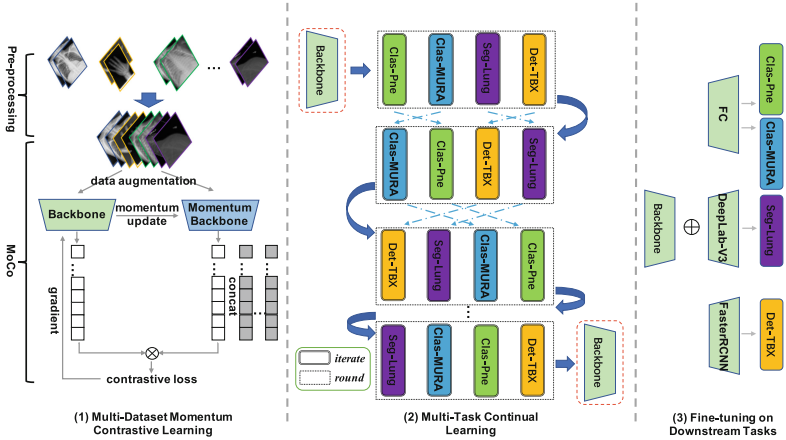 Pre-processing
...
MoCo
data augmentation
Backbone
momentum
update
Momentum
Backbone
gradient
concat
contrastive loss
(1) Multi-Dataset Momentum
Contrastive Learning
Backbone
Clas-Pne
Clas-MURA
Seg-Lung
Det-TBX
Clas-MURA
Clas-Pne
Det-TBX
Seg-Lung
Det-TBX
Seg-Lung
Clas-MURA
Clas-Pne
...
Seg-Lung
Clas-MURA
Clas-Pne
Det-TBX
Backbone
iterate
round
(2) Multi-Task Continual
Learning
Backbone
FC
Clas-Pne
Clas-MURA
DeepLab-V3
Seg-Lung
FasterRCNN
Det-TBX
(3) Fine-tuning on
Downstream Tasks